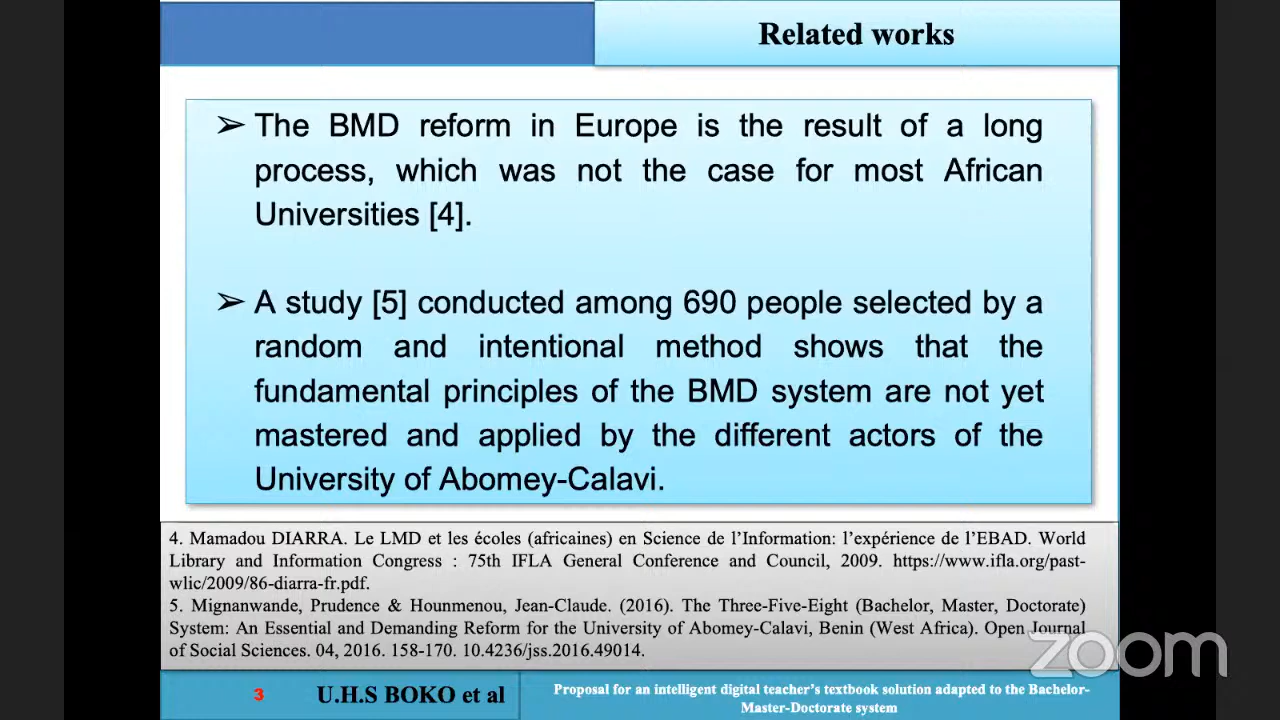 Related works
➢ The BMD reform in Europe is the result of a long
process, which was not the case for most African
Universities [4].
➢ A study [5] conducted among 690 people selected by a
random and intentional method shows that the
fundamental principles of the BMD system are not yet
mastered and applied by the different actors of the
University of Abomey-Calavi.
4. Mamadou DIARRA. Le LMD et les écoles (africaines) en Science de l’Information: l’expérience de l’EBAD. World
Library and Information Congress : 75th IFLA General Conference and Council, 2009. https://www.ifla.org/past-
wlic/2009/86-diarra-fr.pdf.
5. Mignanwande, Prudence & Hounmenou, Jean-Claude. (2016). The Three-Five-Eight (Bachelor, Master, Doctorate)
System: An Essential and Demanding Reform for the University of Abomey-Calavi, Benin (West Africa). Open Journal
of Social Sciences. 04, 2016. 158-170. 10.4236/jss.2016.49014.
zoom
3 U.H.S BOKO et al
Proposal for an intelligent digital teacher’s textbook solution adapted to the Bachelor-
Master-Doctorate system